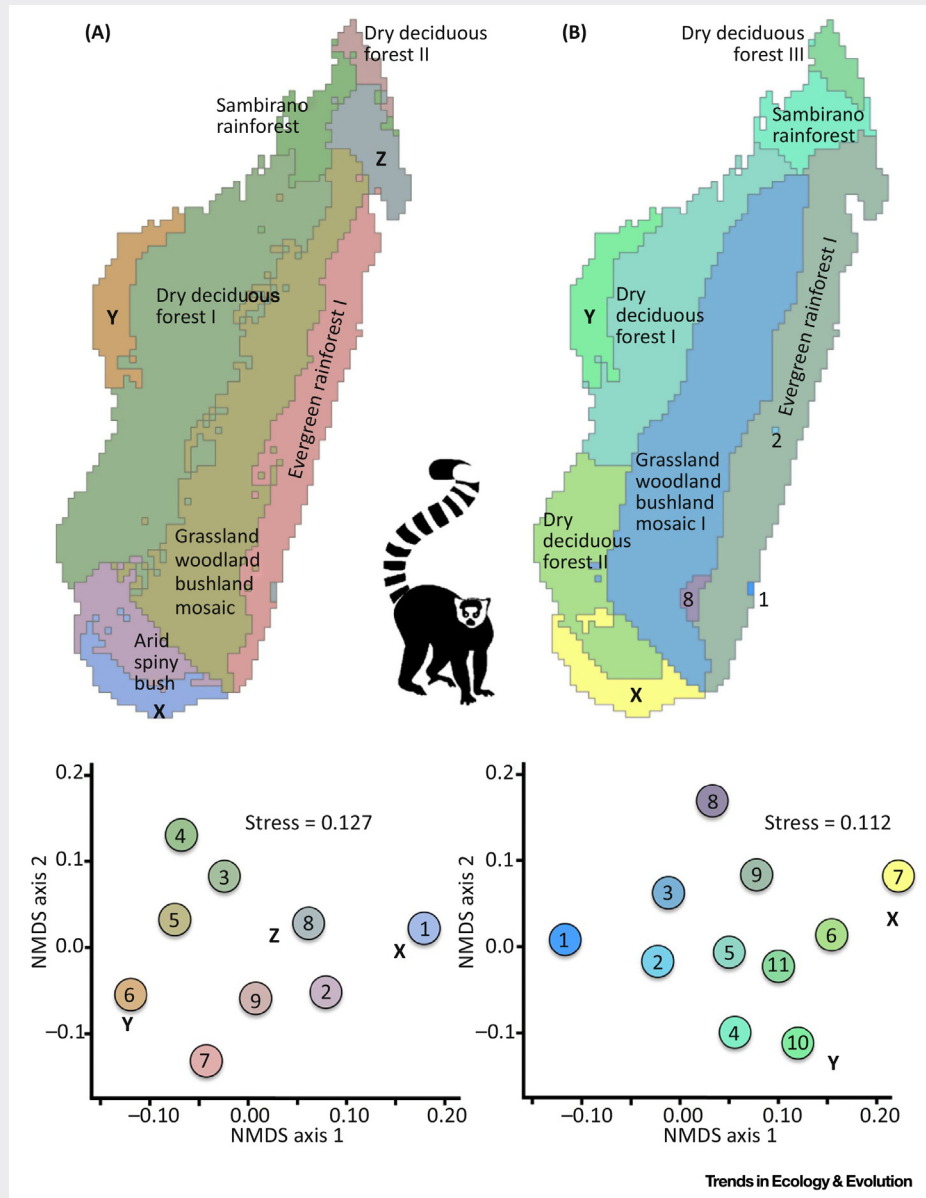 (A)
Dry deciduous
forest II
Sambirano
rainforest
Z
Dry deciduous
forest I
Y
Evergreen rainforest I
Grassland
woodland
bushland
mosaic
Arid
spiny
bush
X
(B)
Dry deciduous
forest III
Sambirano
rainforest
Y
Dry
deciduous
forest I
Evergreen rainforest I
2
Grassland
woodland
bushland
mosaic I
Dry
deciduous
forest II
8
1
X
0.2
0.1
0.0
–0.1
NMDS axis 2
Stress = 0.127
4
3
5
8
Z
1
X
6
Y
9
2
7
–0.10
0.00
0.10
0.20
NMDS axis 1
0.2
0.1
0.0
–0.1
NMDS axis 2
Stress = 0.112
8
9
7
X
3
1
2
5
11
6
4
10
Y
–0.10
0.00
0.10
0.20
NMDS axis 1
Trends in Ecology & Evolution